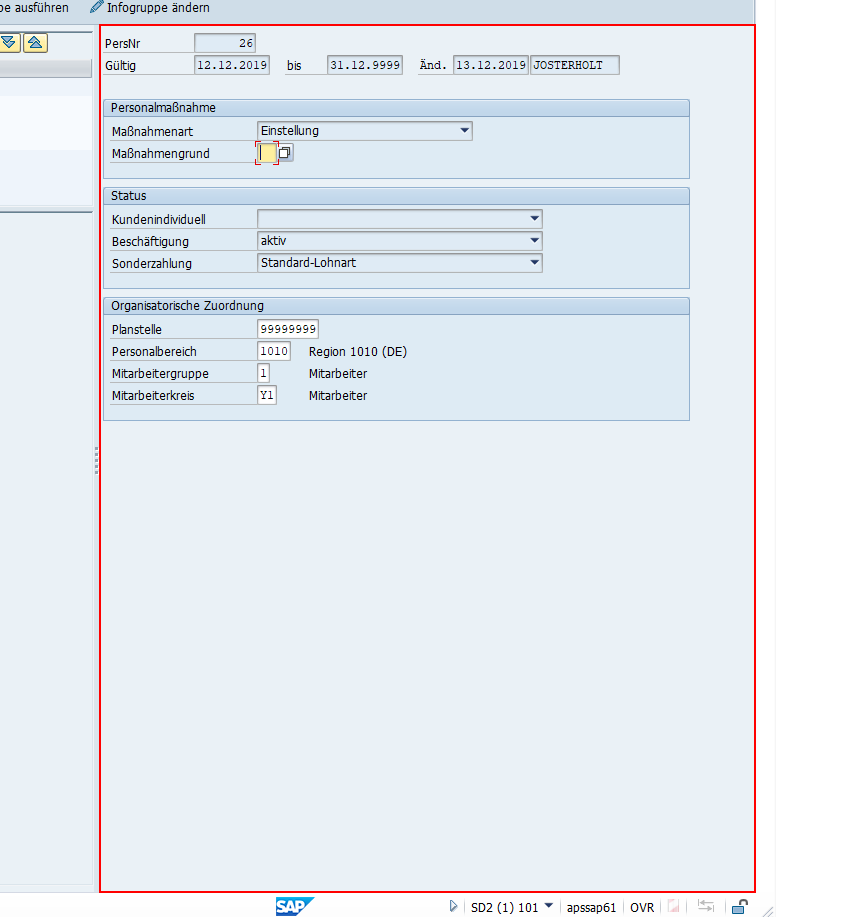 be ausführen Infogruppe ändern
PersNr 26
Gültig 12.12.2019 bis 31.12.9999 Änd. 13.12.2019 JOSTERHOLT
Personalmaßnahme
Maßnahmenart Einstellung
Maßnahmengrund
Status
Kundenindividuell
Beschäftigung aktiv
Sonderzahlung Standard-Lohnart
Organisatorische Zuordnung
Planstelle 99999999
Personalbereich 1010 Region 1010 (DE)
Mitarbeitergruppe 1 Mitarbeiter
Mitarbeiterkreis Y1 Mitarbeiter
SAP SD2 (1) 101 apssap61 OVR